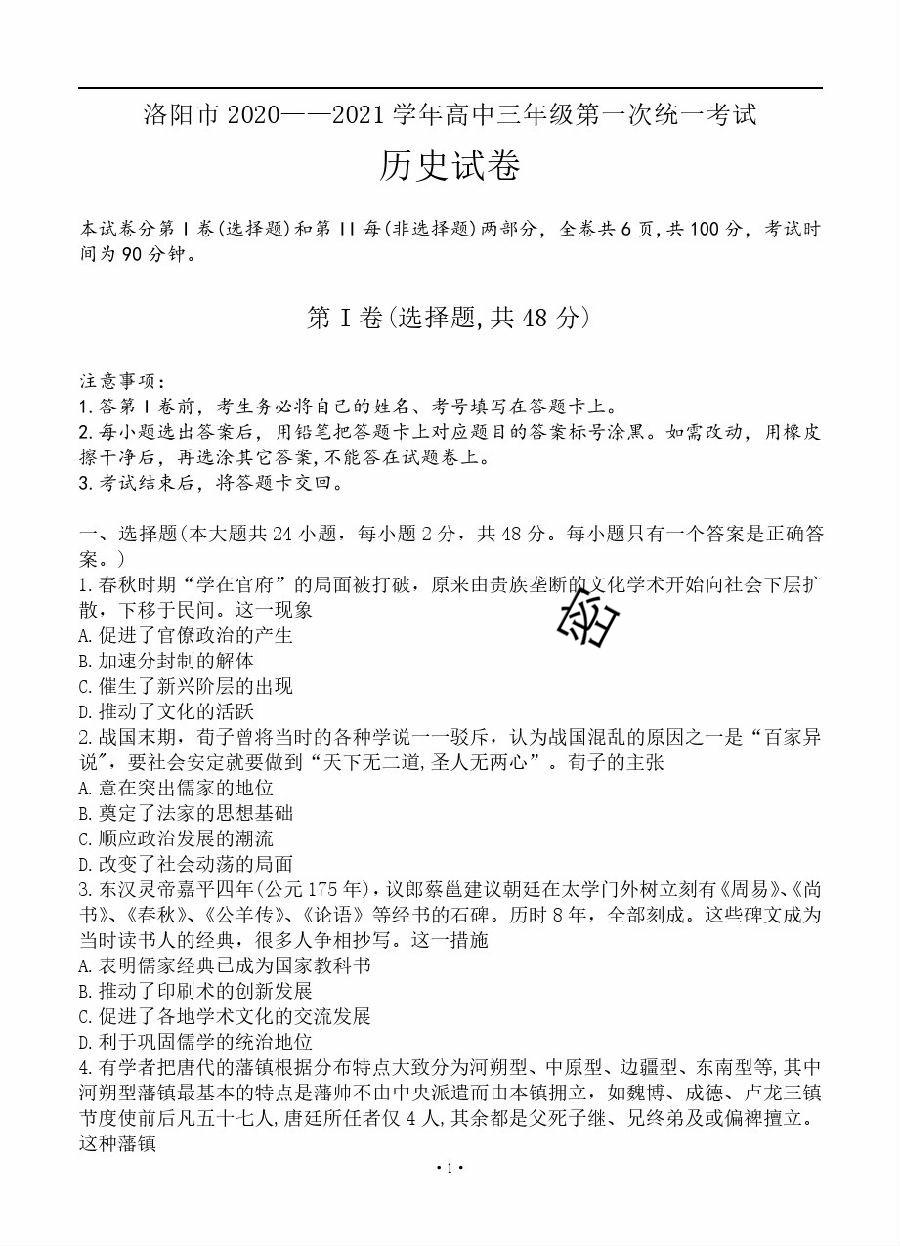 洛阳市 2020——2021 学年高中三年级第一次统一考试
历史试卷
本试卷分第 I 卷(选择题)和第 II 每(非选择题)两部分，全卷共 6 页,共 100 分，考试时
间为 90 分钟。
第 I 卷(选择题,共 48 分)
注意事项：
1.答第 I 卷前，考生务必将自己的姓名、考号填写在答题卡上。
2.每小题选出答案后，用铅笔把答题卡上对应题目的答案标号涂黑。如需改动，用橡皮
擦干净后，再选涂其它答案,不能答在试题卷上。
3.考试结束后，将答题卡交回。
一、选择题(本大题共 24 小题，每小题 2 分，共 48 分。每小题只有一个答案是正确答
案。)
1.春秋时期“学在官府”的局面被打破，原来由贵族垄断的文化学术开始向社会下层扩
散，下移于民间。这一现象
A.促进了官僚政治的产生
B.加速分封制的解体
C.催生了新兴阶层的出现
D.推动了文化的活跃
密
2.战国末期，荀子曾将当时的各种学说一一驳斥，认为战国混乱的原因之一是“百家异
说”，要社会安定就要做到“天下无二道,圣人无两心”。荀子的主张
A.意在突出儒家的地位
B.奠定了法家的思想基础
C.顺应政治发展的潮流
D.改变了社会动荡的局面
3.东汉灵帝嘉平四年(公元 175 年),议郎蔡邕建议朝廷在太学门外树立刻有《周易》、《尚
书》、《春秋》、《公羊传》、《论语》等经书的石碑。历时 8 年，全部刻成。这些碑文成为
当时读书人的经典，很多人争相抄写。这一措施
A.表明儒家经典已成为国家教科书
B.推动了印刷术的创新发展
C.促进了各地学术文化的交流发展
D.利于巩固儒学的统治地位
4.有学者把唐代的藩镇根据分布特点大致分为河朔型、中原型、边疆型、东南型等,其中
河朔型藩镇最基本的特点是藩帅不由中央派遣而由本镇拥立，如魏博、成德、卢龙三镇
节度使前后凡五十七人,唐廷所任者仅 4 人,其余都是父死子继、兄终弟及或偏裨擅立。
这种藩镇
·1·